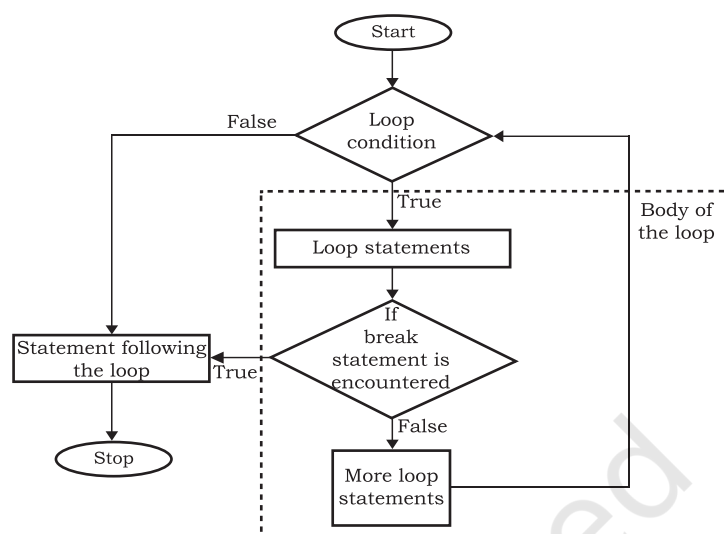 Start
Loop
condition
False
True
Body of
the loop
Loop statements
If
break
statement is
encountered
True
Statement following
the loop
False
Stop
More loop
statements